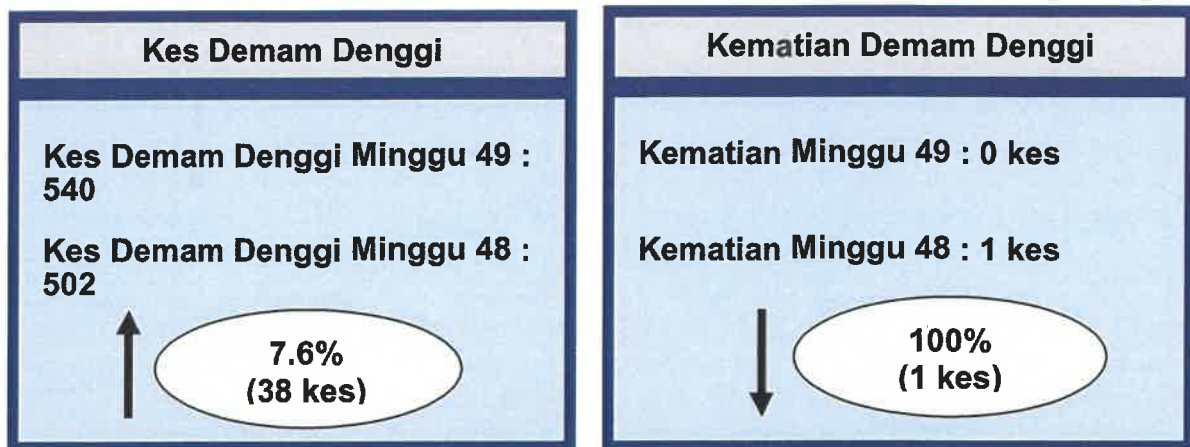 Kes Demam Denggi
Kes Demam Denggi Minggu 49 :
540
Kes Demam Denggi Minggu 48 :
502
7.6%
(38 kes)
Kematian Demam Denggi
Kematian Minggu 49 : 0 kes
Kematian Minggu 48 : 1 kes
100%
(1 kes)